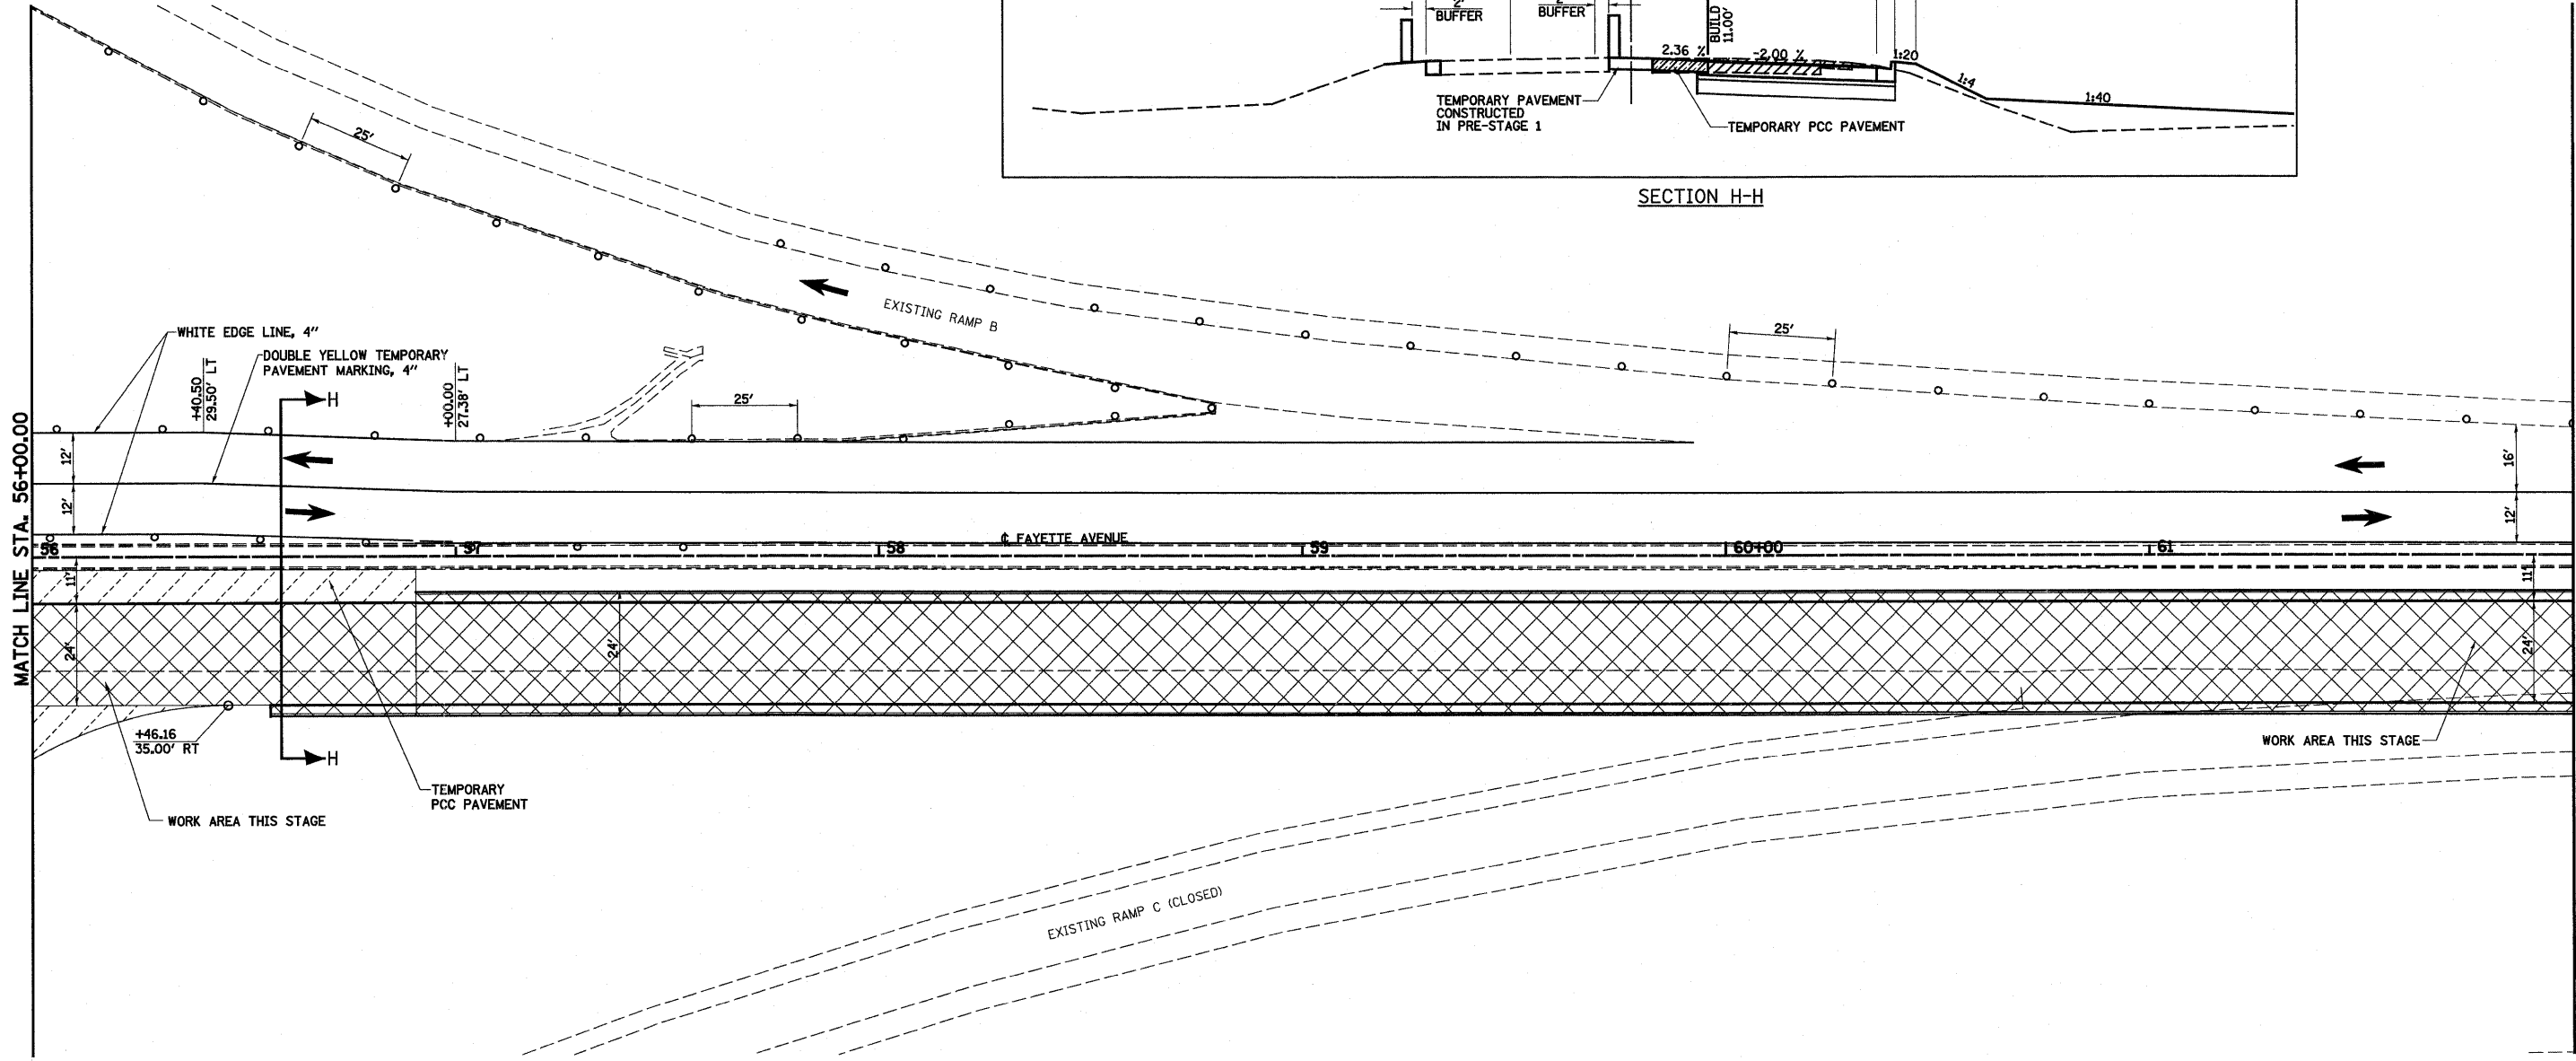 2'
BUFFER
2'
BUFFER
BUILD
11.00'
2.36 %
-2.00 %
1:20
1:4
1:40
TEMPORARY PAVEMENT
CONSTRUCTED
IN PRE-STAGE 1
TEMPORARY PCC PAVEMENT
SECTION H-H
25'
EXISTING RAMP B
25'
WHITE EDGE LINE, 4"
DOUBLE YELLOW TEMPORARY
PAVEMENT MARKING, 4"
+40.50
29.50' LT
+00.00
27.38' LT
H
25'
MATCH LINE STA. 56+00.00
12'
12'
16'
12'
56
57
58
℄ FAYETTE AVENUE
59
60+00
61
11'
24'
24'
11'
24'
+46.16
35.00' RT
H
TEMPORARY
PCC PAVEMENT
WORK AREA THIS STAGE
WORK AREA THIS STAGE
EXISTING RAMP C (CLOSED)